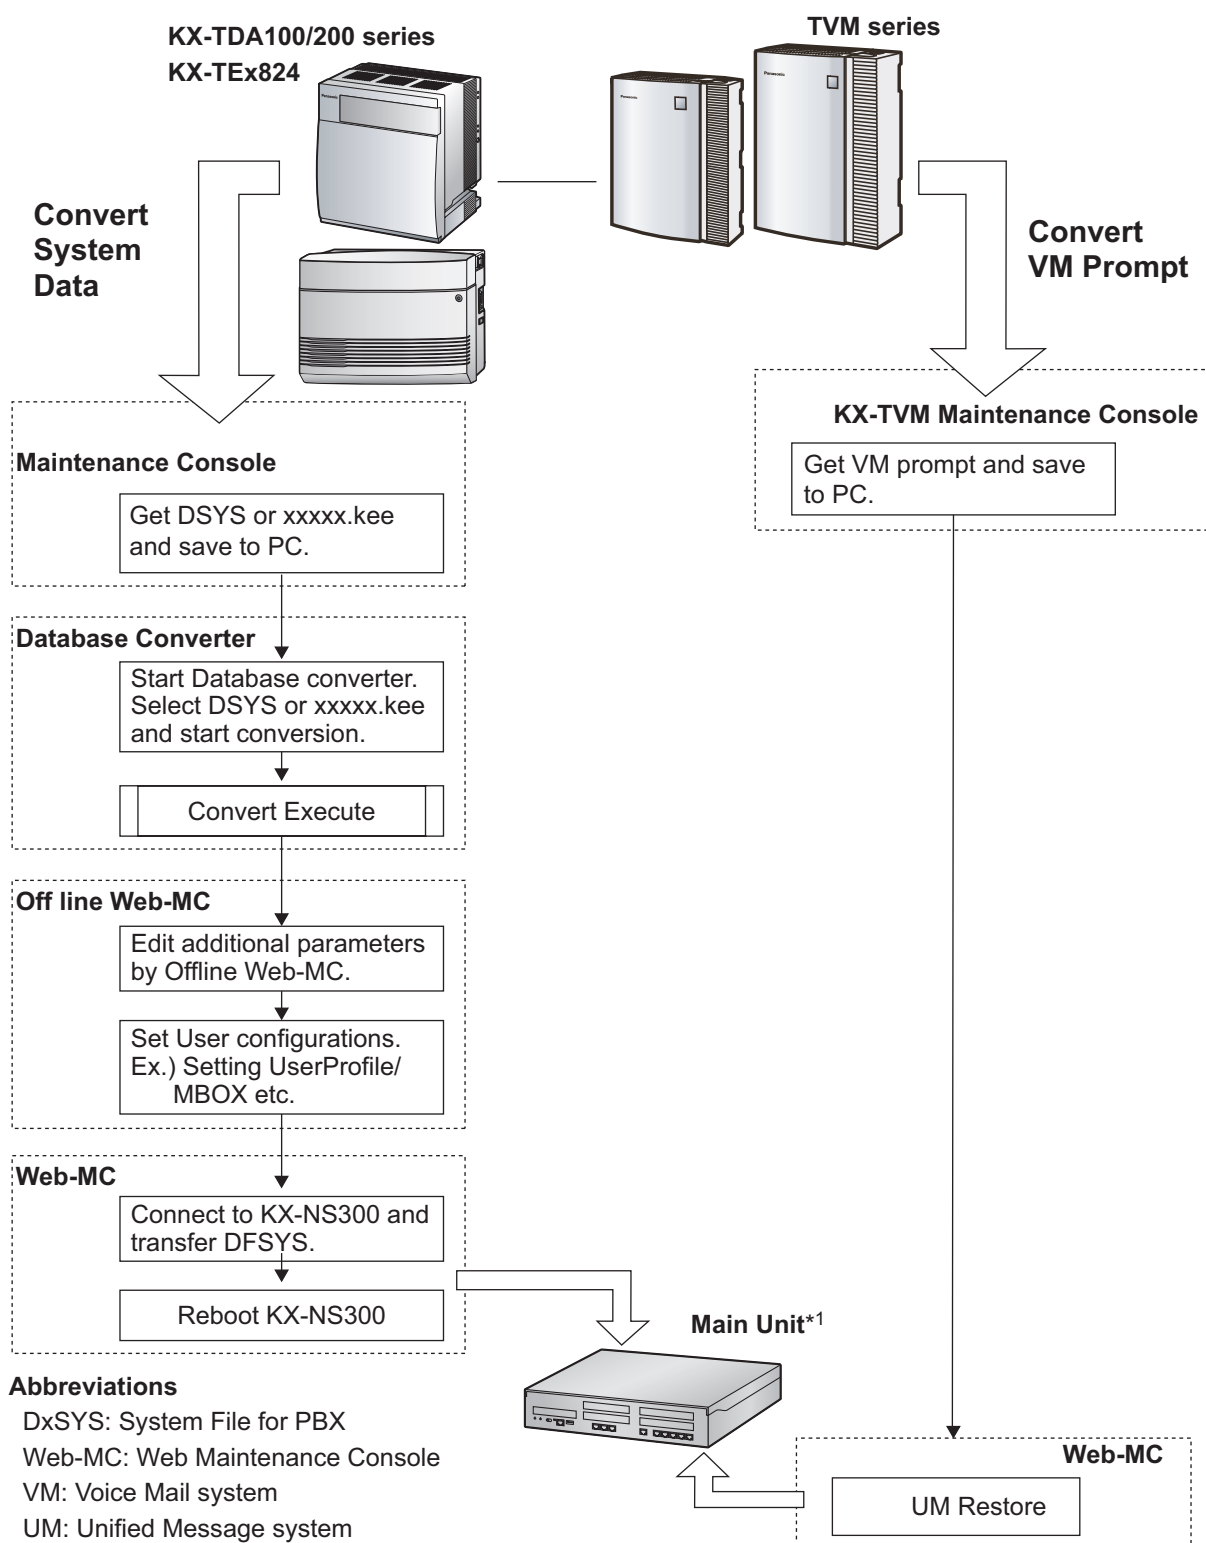 KX-TDA100/200 series
KX-TEx824
TVM series
Panasonic
Panasonic
Panasonic
Convert
System
Data
Convert
VM Prompt
Maintenance Console
Get DSYS or xxxxx.kee
and save to PC.
KX-TVM Maintenance Console
Get VM prompt and save
to PC.
Database Converter
Start Database converter.
Select DSYS or xxxxx.kee
and start conversion.
Convert Execute
Off line Web-MC
Edit additional parameters
by Offline Web-MC.
Set User configurations.
Ex.) Setting UserProfile/
MBOX etc.
Web-MC
Connect to KX-NS300 and
transfer DFSYS.
Reboot KX-NS300
Main Unit*1
Abbreviations
DxSYS: System File for PBX
Web-MC: Web Maintenance Console
VM: Voice Mail system
UM: Unified Message system
Web-MC
UM Restore